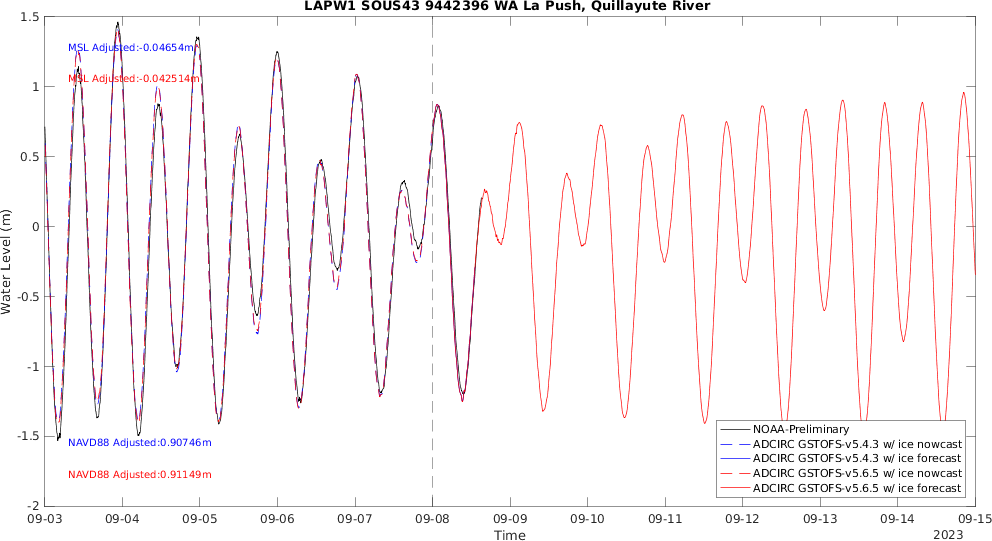 LAPW1 SOUS43 9442396 WA La Push, Quillayute River
1.5
1
0.5
0
-0.5
-1
-1.5
-2
Water Level (m)
MSL Adjusted:-0.04654m
MSL Adjusted:-0.042514m
NAVD88 Adjusted:0.90746m
NAVD88 Adjusted:0.91149m
NOAA-Preliminary
ADCIRC GSTOFS-v5.4.3 w/ ice nowcast
ADCIRC GSTOFS-v5.4.3 w/ ice forecast
ADCIRC GSTOFS-v5.6.5 w/ ice nowcast
ADCIRC GSTOFS-v5.6.5 w/ ice forecast
09-03 09-04 09-05 09-06 09-07 09-08 09-09 09-10 09-11 09-12 09-13 09-14 09-15
Time
2023